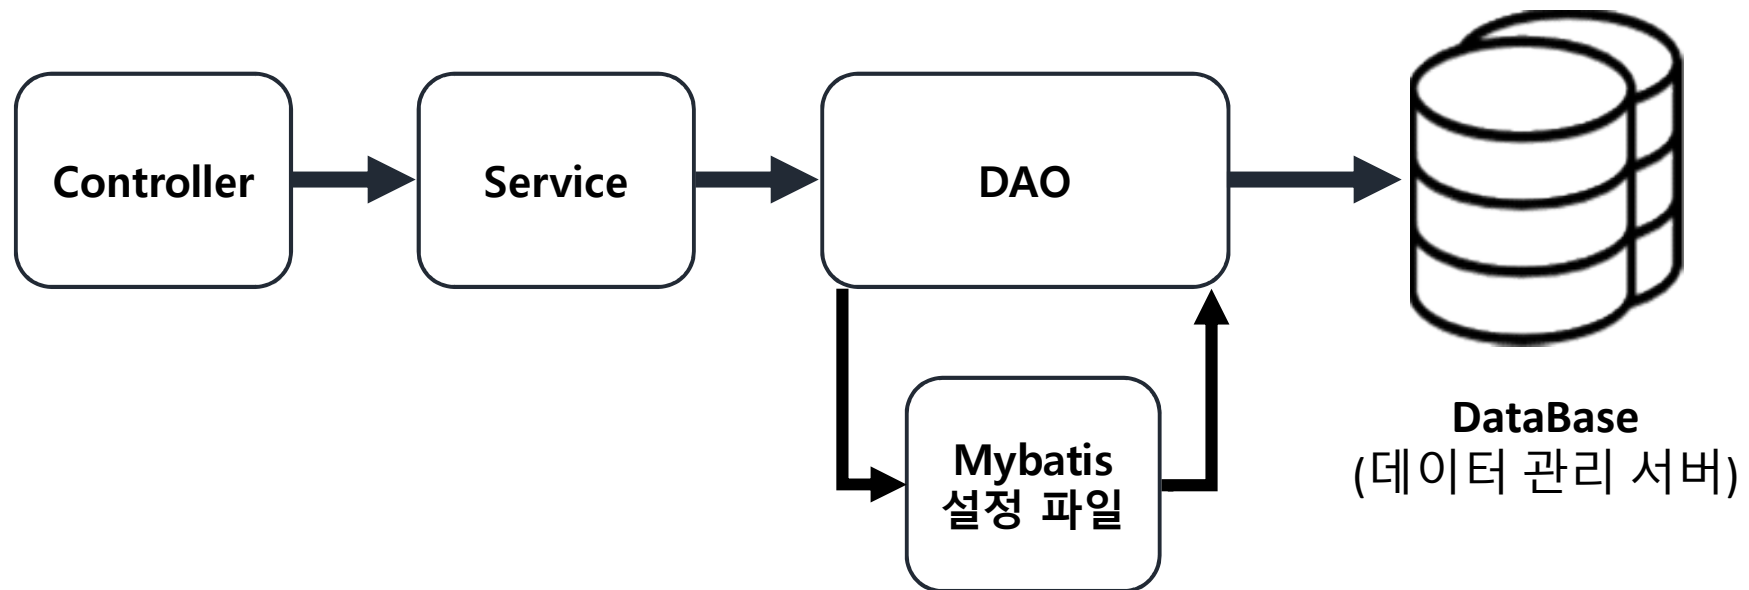 Controller
Service
DAO
Mybatis
설정 파일
DataBase
(데이터 관리 서버)